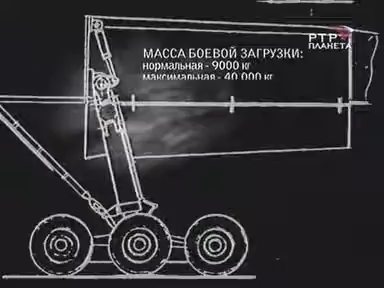 РТР
ПЛАНЕТА
МАССА БОЕВОЙ ЗАГРУЗКИ:
нормальная - 9000 кг
максимальная - 40 000 кг